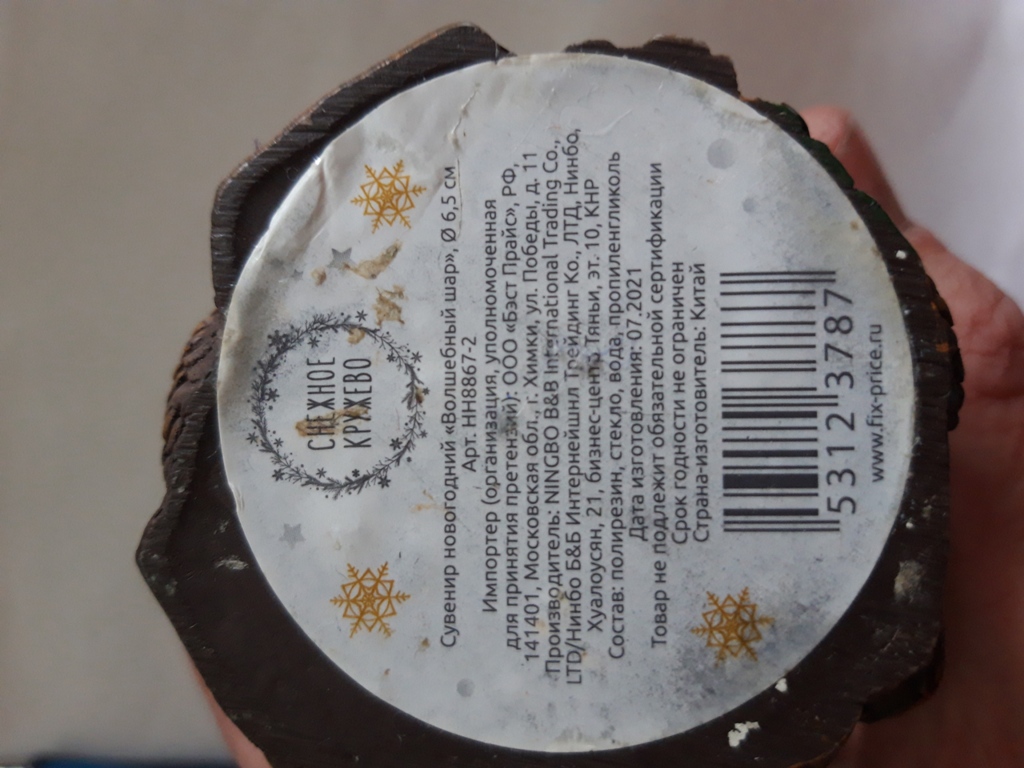 СНЕЖНОЕ
КРУЖЕВО
Сувенир новогодний «Волшебный шар», Ø 6,5 см
Арт. НН8867-2
Импортер (организация, уполномоченная
для принятия претензий): ООО «Бэст Прайс», РФ,
141401, Московская обл., г. Химки, ул. Победы, д. 11
Производитель: NINGBO B&B International Trading Co.,
LTD/Нинбо Б&Б Интернейшнл Трейдинг Ко., ЛТД, Нинбо,
Хуалоусян, 21, бизнес-центр Тяньи, эт. 10, КНР
Состав: полирезин, стекло, вода, пропиленгликоль
Дата изготовления: 07.2021
Товар не подлежит обязательной сертификации
Срок годности не ограничен
Страна-изготовитель: Китай
55312 3787
www.fix-price.ru